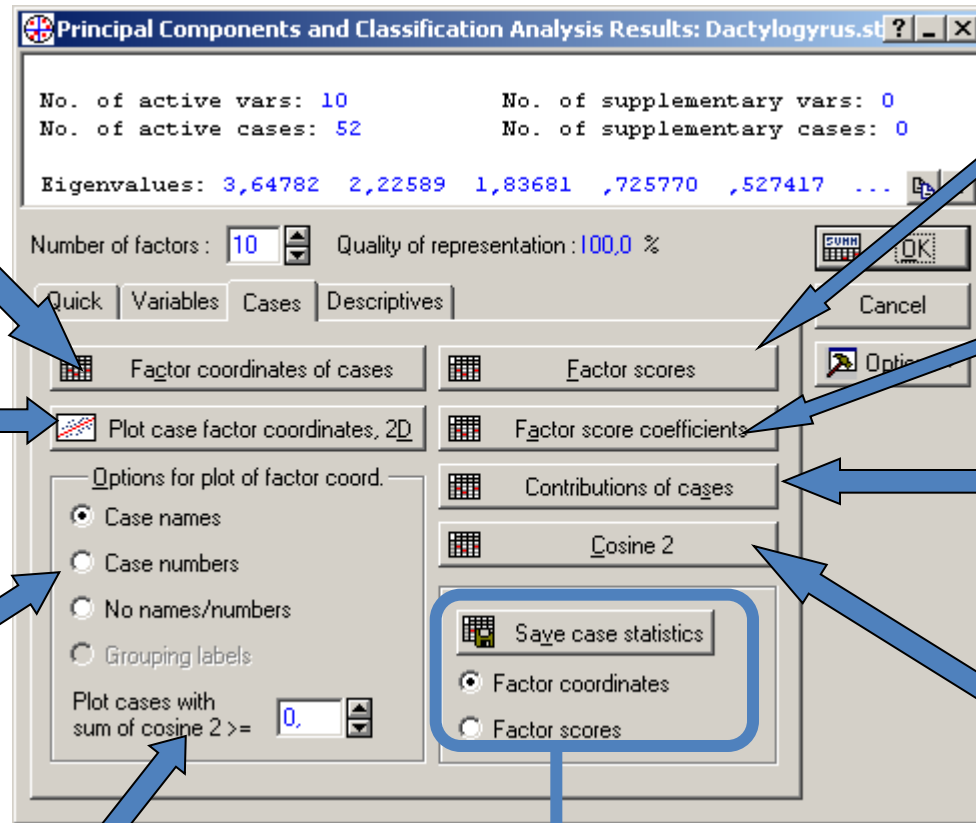 Principal Components and Classification Analysis Results: Dactylogyrus.st
No. of active vars: 10 No. of supplementary vars: 0
No. of active cases: 52 No. of supplementary cases: 0
Eigenvalues: 3,64782 2,22589 1,83681 ,725770 ,527417 ...
Number of factors : 10 Quality of representation : 100,0 %
OK
Quick Variables Cases Descriptives
Cancel
Factor coordinates of cases
Factor scores
Plot case factor coordinates, 2D
Factor score coefficients
Options for plot of factor coord.
Case names
Case numbers
No names/numbers
Grouping labels
Plot cases with
sum of cosine 2 >= 0,
Contributions of cases
Cosine 2
Save case statistics
Factor coordinates
Factor scores